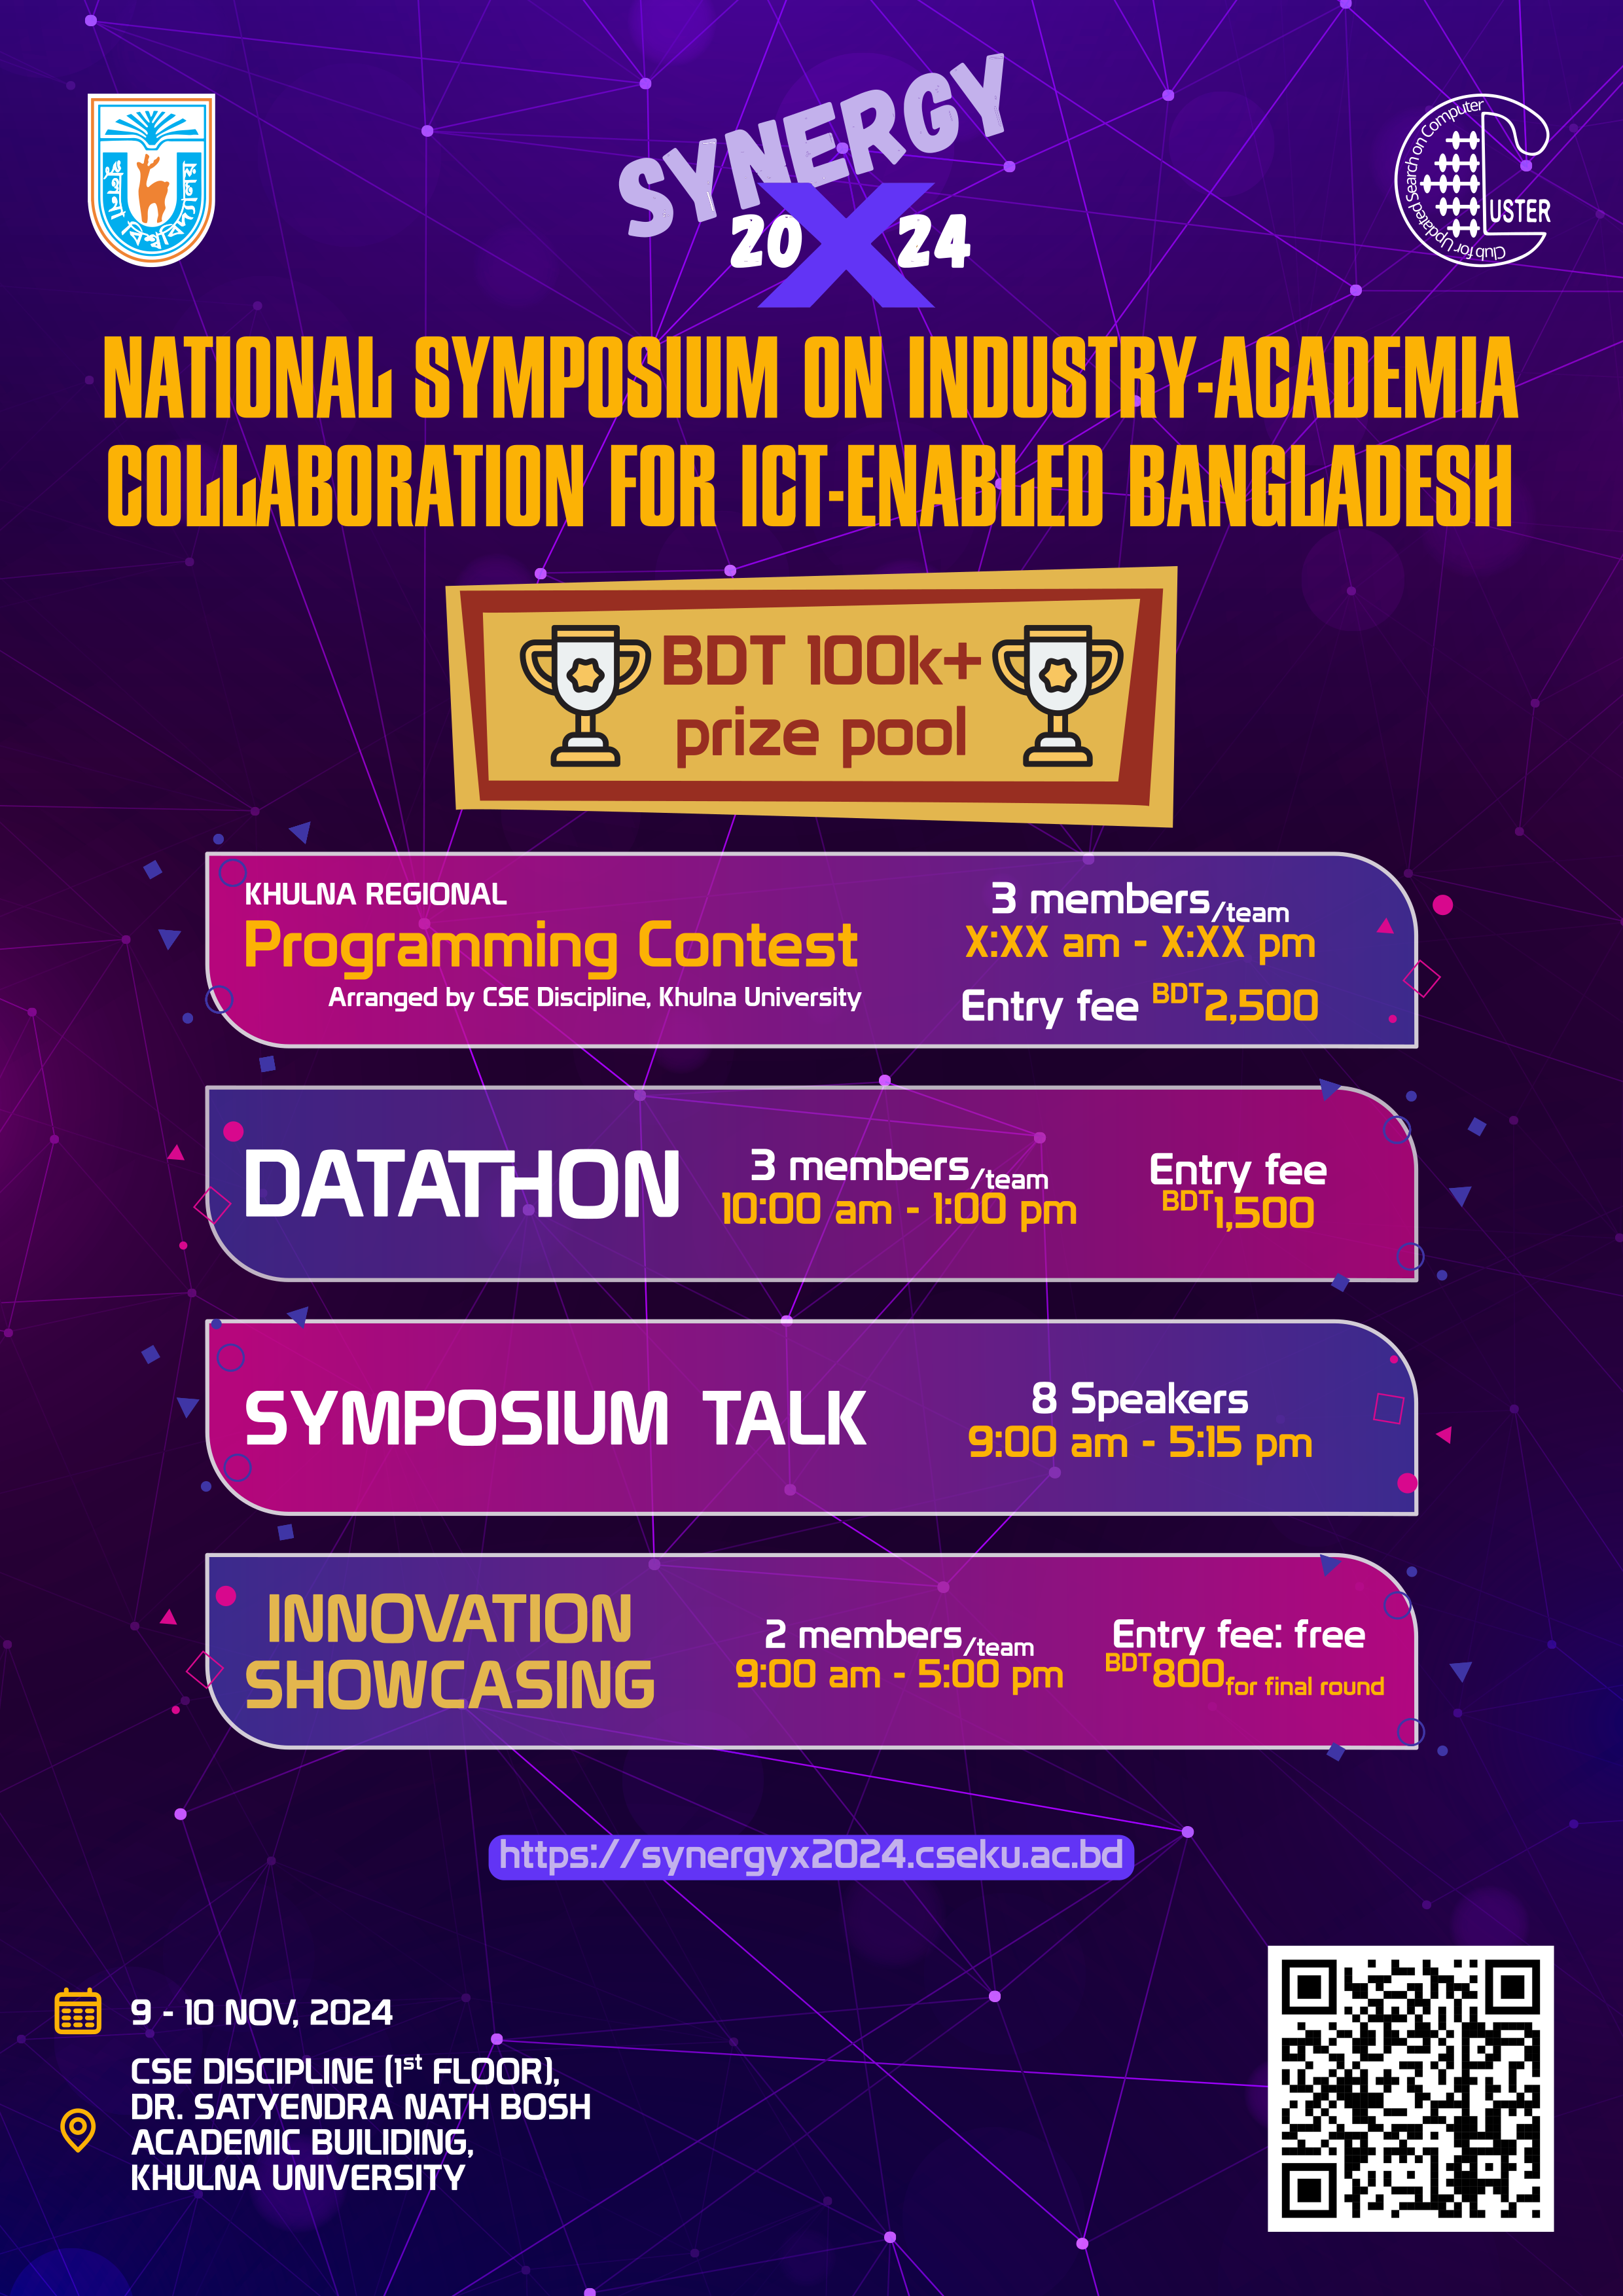 খুলনা বিশ্ববিদ্যালয়
SYNERGY
X
2024
Club for Updated Search on Computer
CLUSTER
NATIONAL SYMPOSIUM ON INDUSTRY-ACADEMIA
COLLABORATION FOR ICT-ENABLED BANGLADESH
BDT 100k+
prize pool
KHULNA REGIONAL
Programming Contest
Arranged by CSE Discipline, Khulna University
3 members/team
X:XX am - X:XX pm
Entry fee BDT2,500
DATATHON
3 members/team
10:00 am - 1:00 pm
Entry fee
BDT1,500
SYMPOSIUM TALK
8 Speakers
9:00 am - 5:15 pm
INNOVATION
SHOWCASING
2 members/team
9:00 am - 5:00 pm
Entry fee: free
BDT800for final round
https://synergyx2024.cseku.ac.bd
9 - 10 NOV, 2024
CSE DISCIPLINE (1st FLOOR),
DR. SATYENDRA NATH BOSH
ACADEMIC BUILIDING,
KHULNA UNIVERSITY